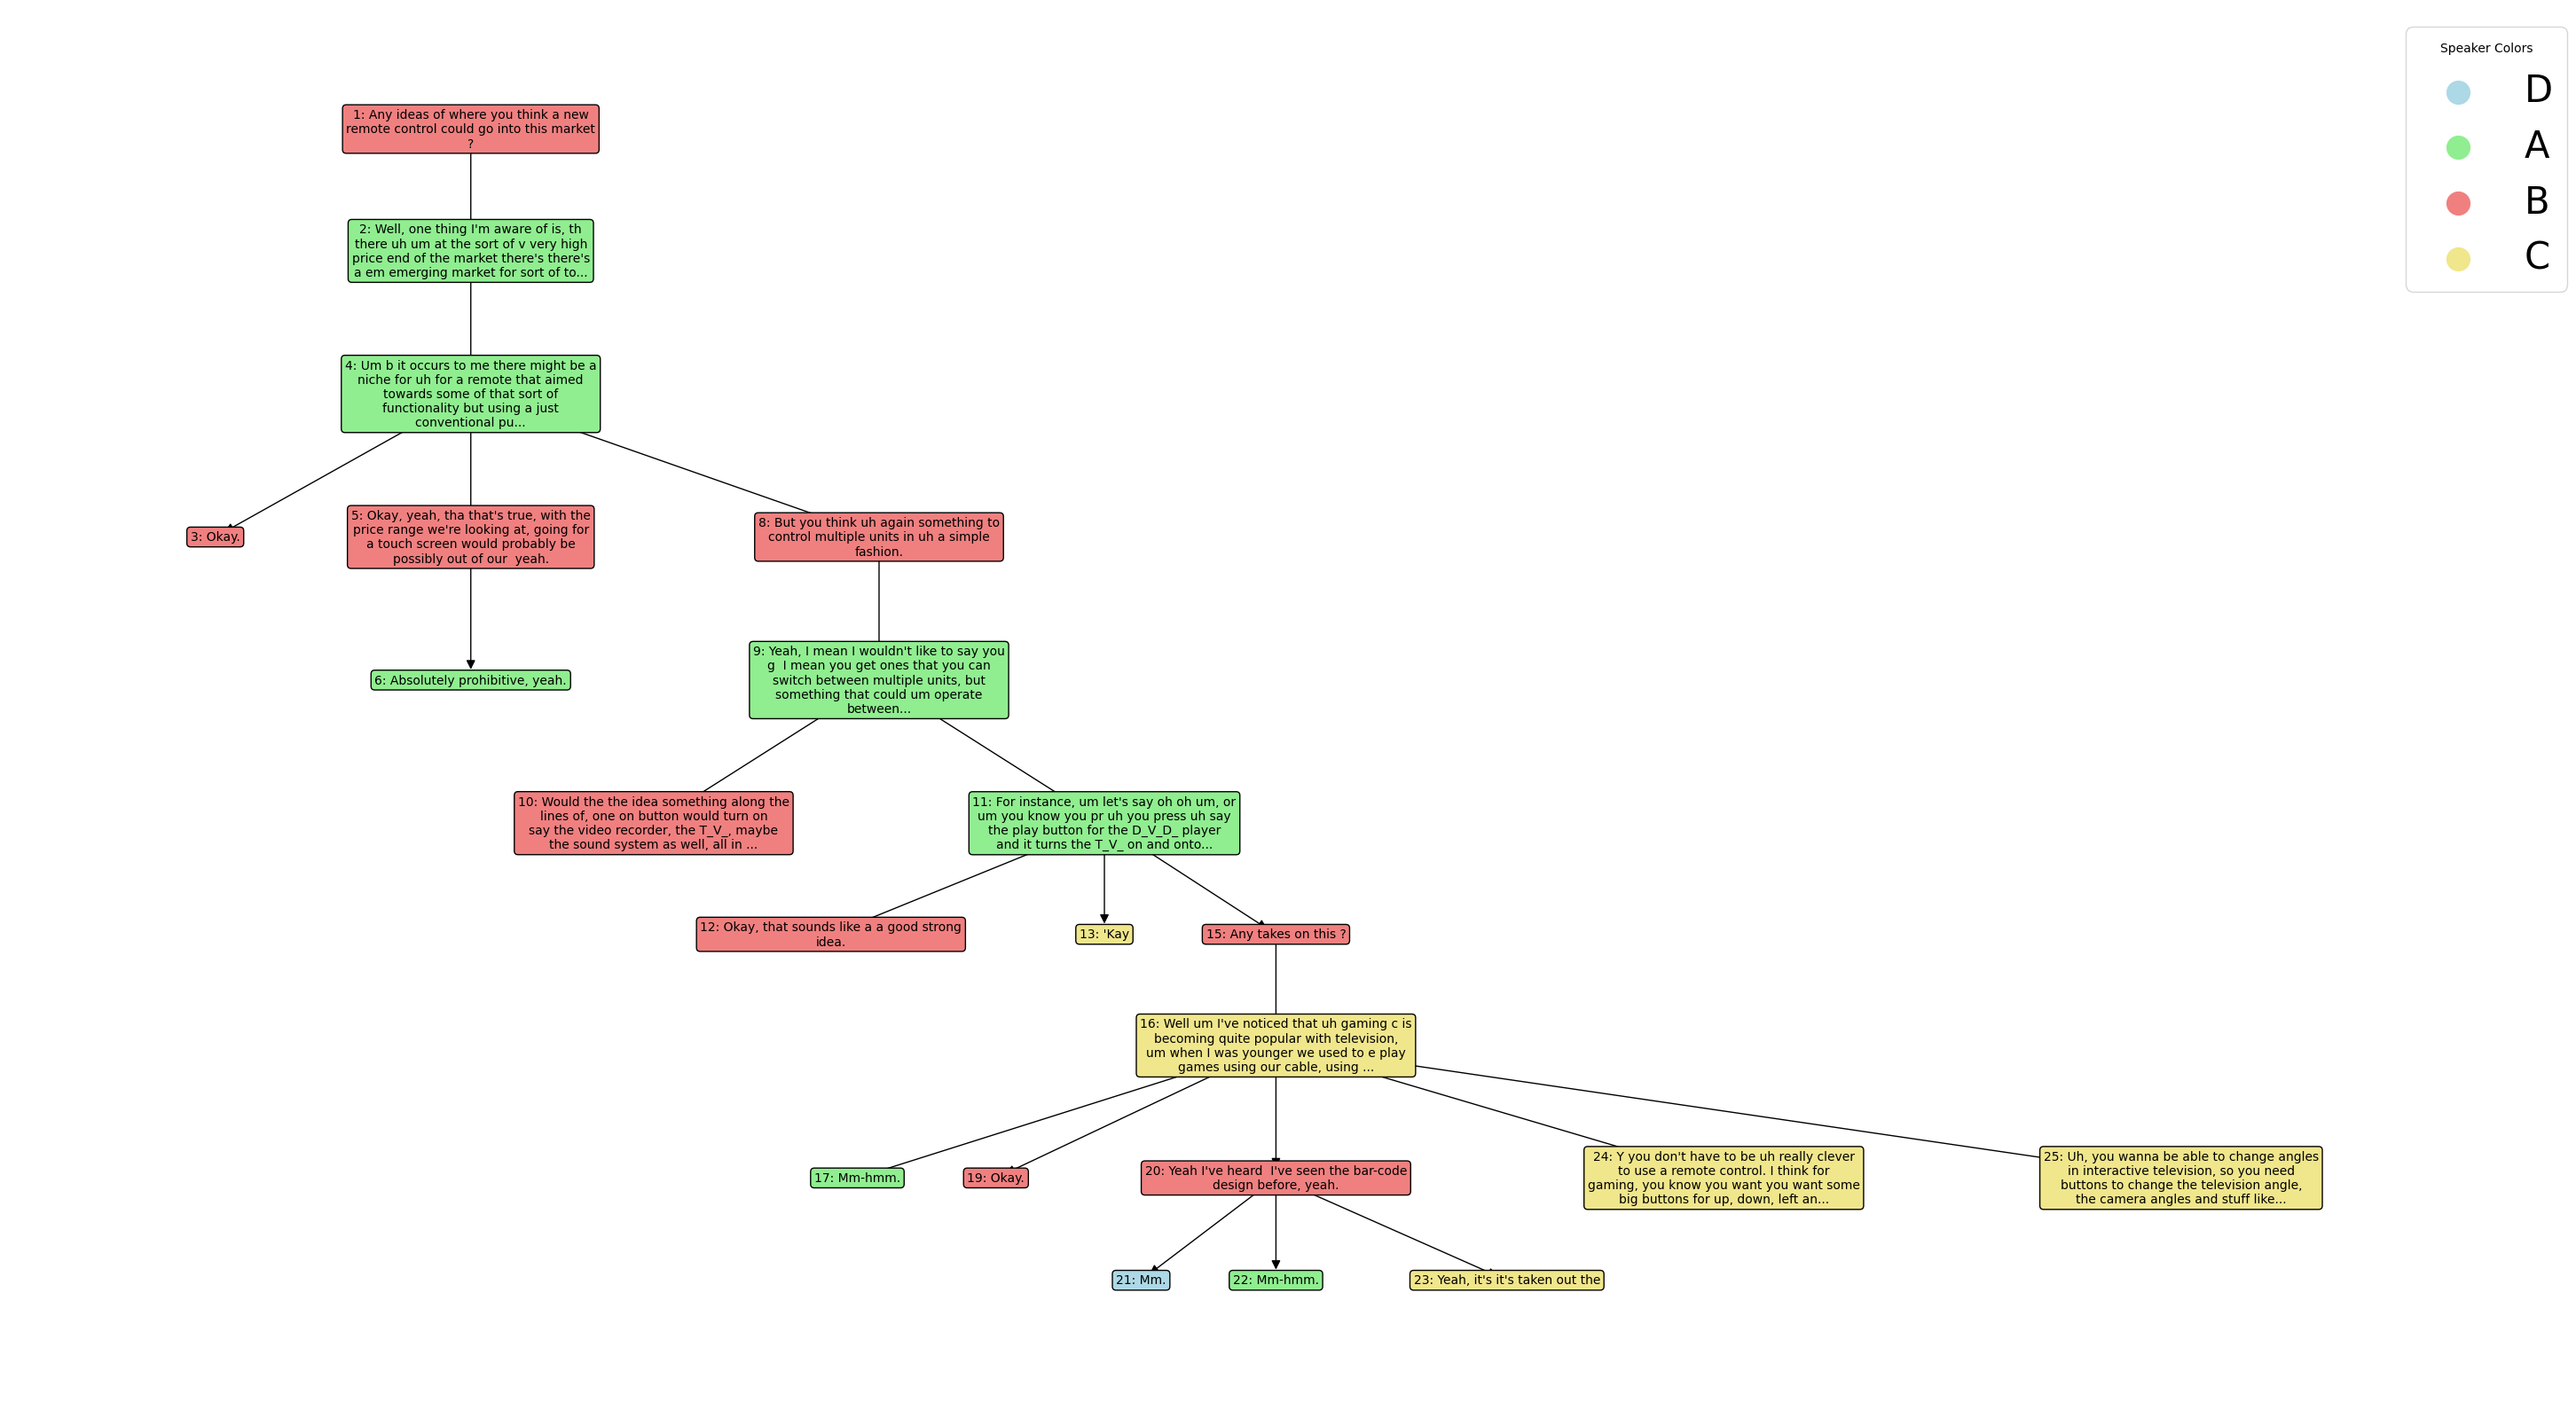 Speaker Colors
D
A
B
C
1: Any ideas of where you think a new
remote control could go into this market
?
2: Well, one thing I'm aware of is, th
there uh um at the sort of v very high
price end of the market there's there's
a em emerging market for sort of to...
4: Um b it occurs to me there might be a
niche for uh for a remote that aimed
towards some of that sort of
functionality but using a just
conventional pu...
3: Okay.
5: Okay, yeah, tha that's true, with the
price range we're looking at, going for
a touch screen would probably be
possibly out of our  yeah.
8: But you think uh again something to
control multiple units in uh a simple
fashion.
6: Absolutely prohibitive, yeah.
9: Yeah, I mean I wouldn't like to say you
g  I mean you get ones that you can
switch between multiple units, but
something that could um operate
between...
10: Would the the idea something along the
lines of, one on button would turn on
say the video recorder, the T_V_, maybe
the sound system as well, all in ...
11: For instance, um let's say oh oh um, or
um you know you pr uh you press uh say
the play button for the D_V_D_ player
and it turns the T_V_ on and onto...
12: Okay, that sounds like a a good strong
idea.
13: 'Kay
15: Any takes on this ?
16: Well um I've noticed that uh gaming c is
becoming quite popular with television,
um when I was younger we used to e play
games using our cable, using ...
17: Mm-hmm.
19: Okay.
20: Yeah I've heard  I've seen the bar-code
design before, yeah.
24: Y you don't have to be uh really clever
to use a remote control. I think for
gaming, you know you want you want some
big buttons for up, down, left an...
25: Uh, you wanna be able to change angles
in interactive television, so you need
buttons to change the television angle,
the camera angles and stuff like...
21: Mm.
22: Mm-hmm.
23: Yeah, it's it's taken out the